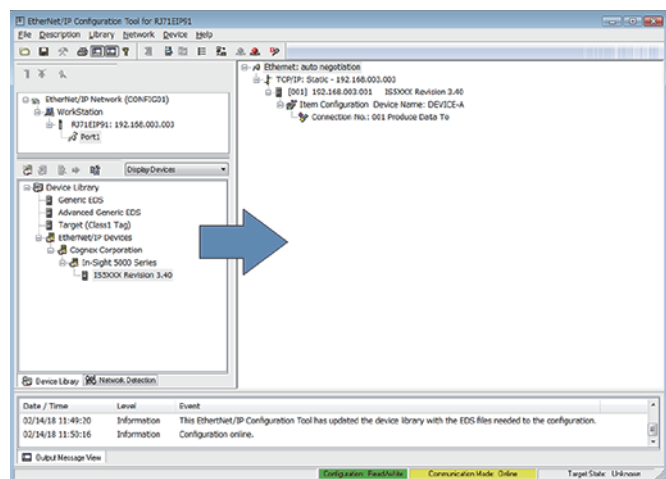 EtherNet/IP Configuration Tool for RJ71EIP91
File Description Library Network Device Help
EtherNet/IP Network (CONFIG01)
WorkStation
RJ71EIP91: 192.168.003.003
Port1
DisplayDevices
Device Library
Generic EDS
Advanced Generic EDS
Target (Class1 Tag)
EtherNet/IP Devices
Cognex Corporation
In-Sight 5000 Series
IS5XXX Revision 3.40
Device Library
Network Detection
Ethernet: auto negotiation
TCP/IP: Static - 192.168.003.003
[001] 192.168.003.001 IS5XXX Revision 3.40
Item Configuration Device Name: DEVICE-A
Connection No.: 001 Produce Data To
Date / Time Level Event
02/14/18 11:49:20 Information This EtherNet/IP Configuration Tool has updated the device library with the EDS files needed to the configuration.
02/14/18 11:50:16 Information Configuration online.
Output Message View
Configuration: Read/Write Communication Mode: Online Target State: Unknown